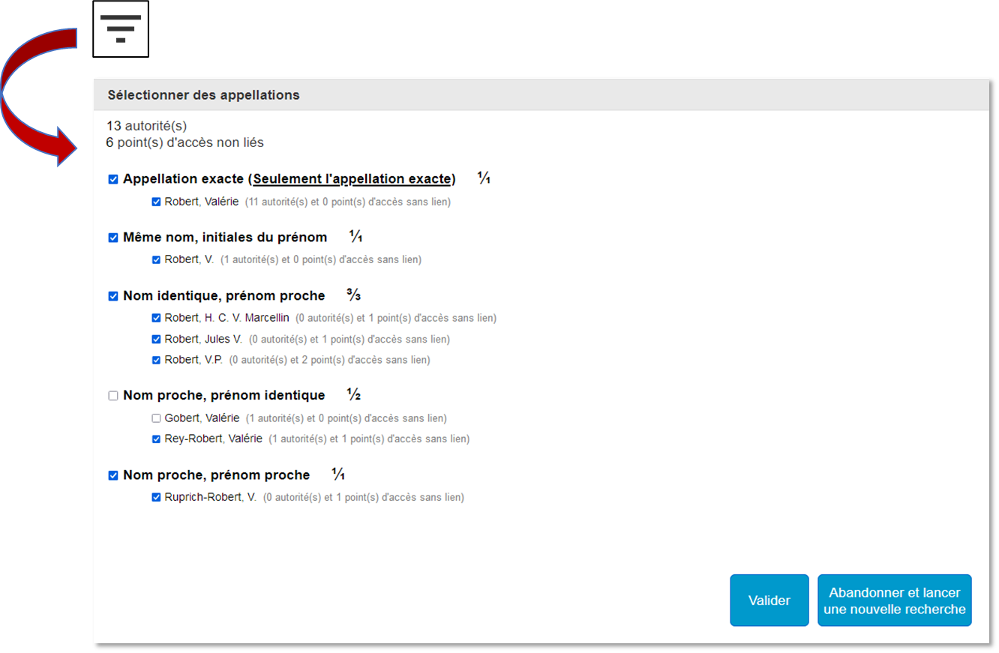 Sélectionner des appellations
13 autorité(s)
6 point(s) d'accès non liés
Appellation exacte (Seulement l'appellation exacte) 1/1
Robert, Valérie (11 autorité(s) et 0 point(s) d'accès sans lien)
Même nom, initiales du prénom 1/1
Robert, V. (1 autorité(s) et 0 point(s) d'accès sans lien)
Nom identique, prénom proche 3/3
Robert, H. C. V. Marcellin (0 autorité(s) et 1 point(s) d'accès sans lien)
Robert, Jules V. (0 autorité(s) et 1 point(s) d'accès sans lien)
Robert, V.P. (0 autorité(s) et 2 point(s) d'accès sans lien)
Nom proche, prénom identique 1/2
Gobert, Valérie (1 autorité(s) et 0 point(s) d'accès sans lien)
Rey-Robert, Valérie (1 autorité(s) et 1 point(s) d'accès sans lien)
Nom proche, prénom proche 1/1
Ruprich-Robert, V. (0 autorité(s) et 1 point(s) d'accès sans lien)
Valider
Abandonner et lancer
une nouvelle recherche